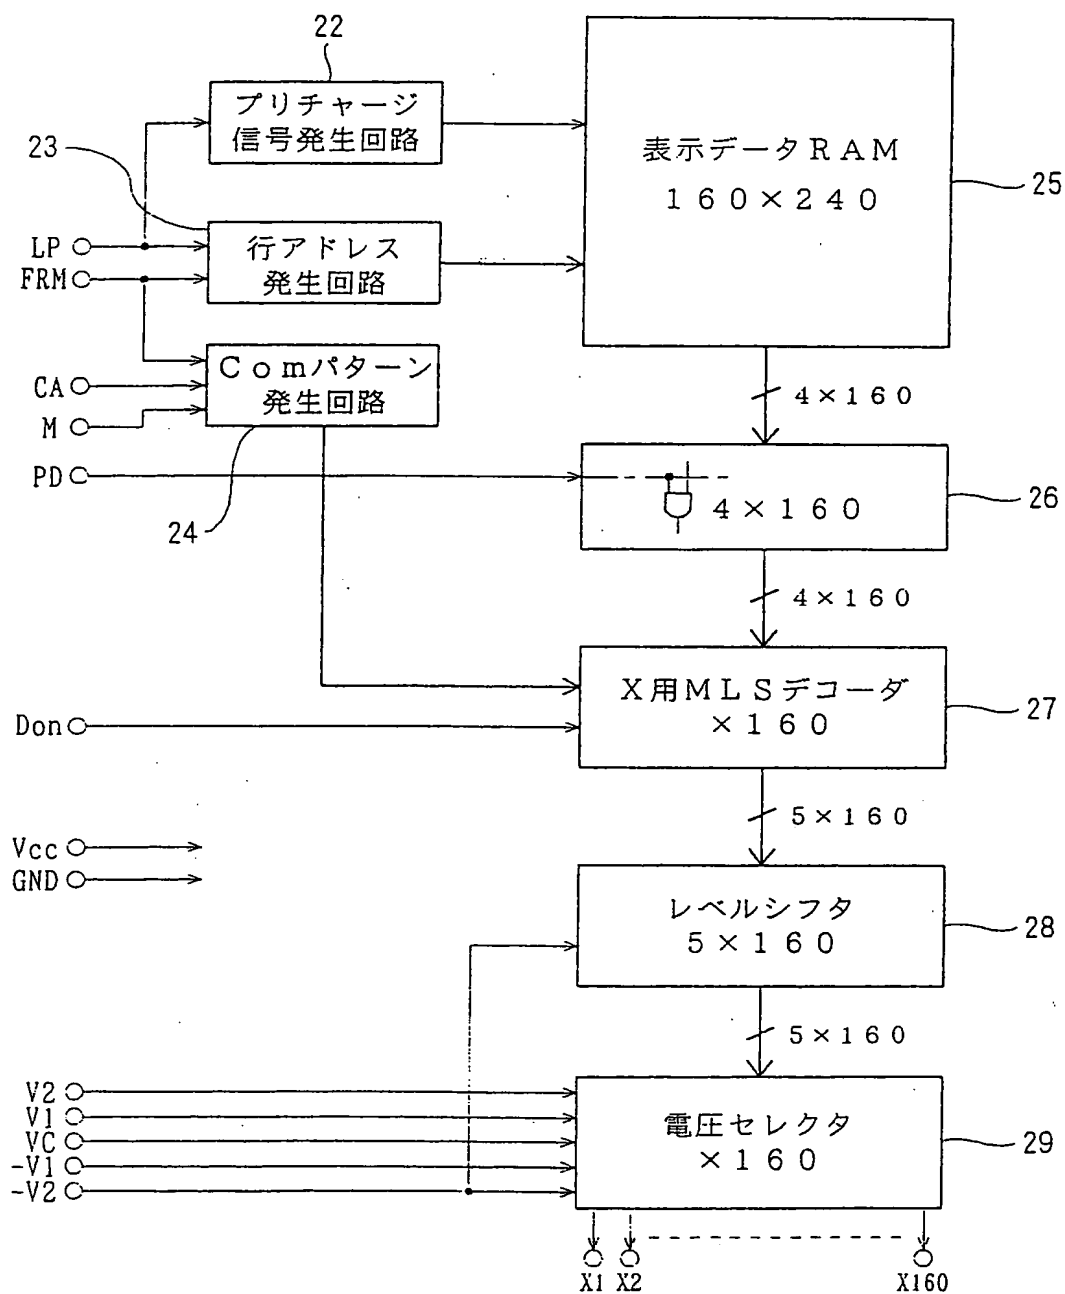 22
プリチャージ
信号発生回路
23
表示データRAM
160×240
25
LP
FRM
行アドレス
発生回路
Comパターン
発生回路
CA
M
4×160
PD
24
4×160
26
4×160
X用MLSデコーダ
×160
27
Don
5×160
Vcc
GND
レベルシフタ
5×160
28
5×160
V2
V1
VC
-V1
-V2
電圧セレクタ
×160
29
X1 X2 X160